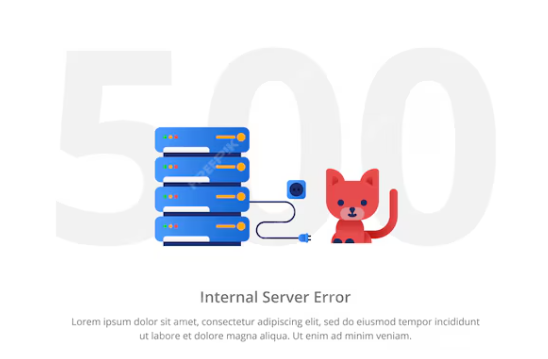 500
FREEPIK
Internal Server Error
Lorem ipsum dolor sit amet, consectetur adipiscing elit, sed do eiusmod tempor incididunt
ut labore et dolore magna aliqua. Ut enim ad minim veniam.